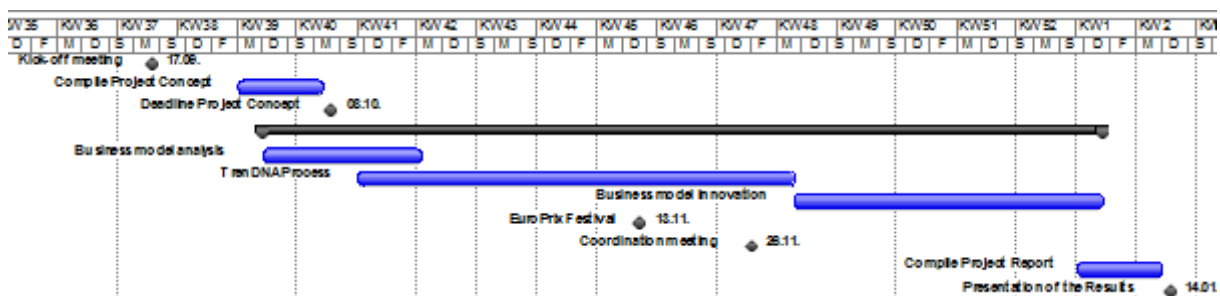 KW 35 KW 36 KW 37 KW 38 KW 39 KW 40 KW 41 KW 42 KW 43 KW 44 KW 45 KW 46 KW 47 KW 48 KW 49 KW 50 KW 51 KW 52 KW 1 KW 2
D F M D S M S D F M D M S D F M D S M S D F M D S M S D F M D S M S D F M D S
Kick-off meeting 17.09.
Compile Project Concept
Deadline Project Concept 08.10.
Business model analysis
TrenDNA Process
Business model innovation
EuroPrix Festival 13.11.
Coordination meeting 26.11.
Compile Project Report
Presentation of the Results 14.01.